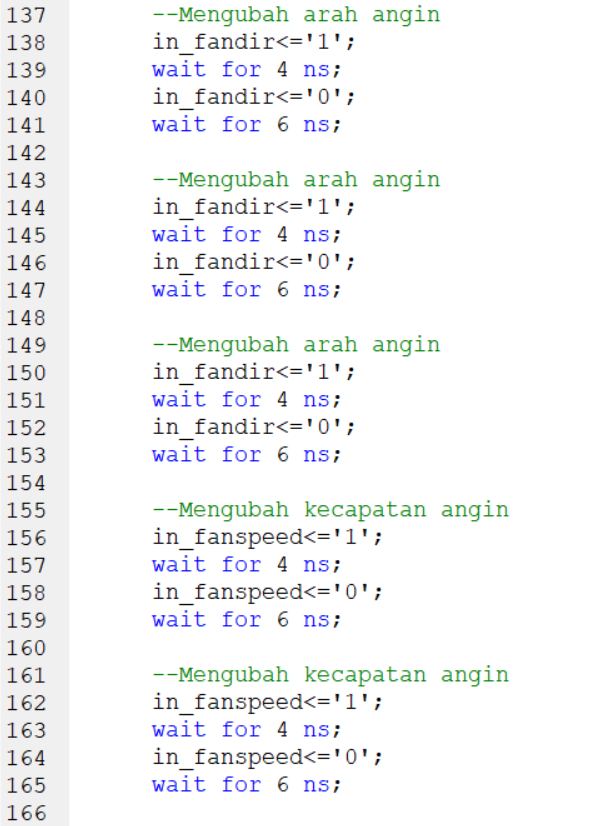 137 --Mengubah arah angin
138 in_fandir<='1';
139 wait for 4 ns;
140 in_fandir<='0';
141 wait for 6 ns;
142
143 --Mengubah arah angin
144 in_fandir<='1';
145 wait for 4 ns;
146 in_fandir<='0';
147 wait for 6 ns;
148
149 --Mengubah arah angin
150 in_fandir<='1';
151 wait for 4 ns;
152 in_fandir<='0';
153 wait for 6 ns;
154
155 --Mengubah kecapatan angin
156 in_fanspeed<='1';
157 wait for 4 ns;
158 in_fanspeed<='0';
159 wait for 6 ns;
160
161 --Mengubah kecapatan angin
162 in_fanspeed<='1';
163 wait for 4 ns;
164 in_fanspeed<='0';
165 wait for 6 ns;
166